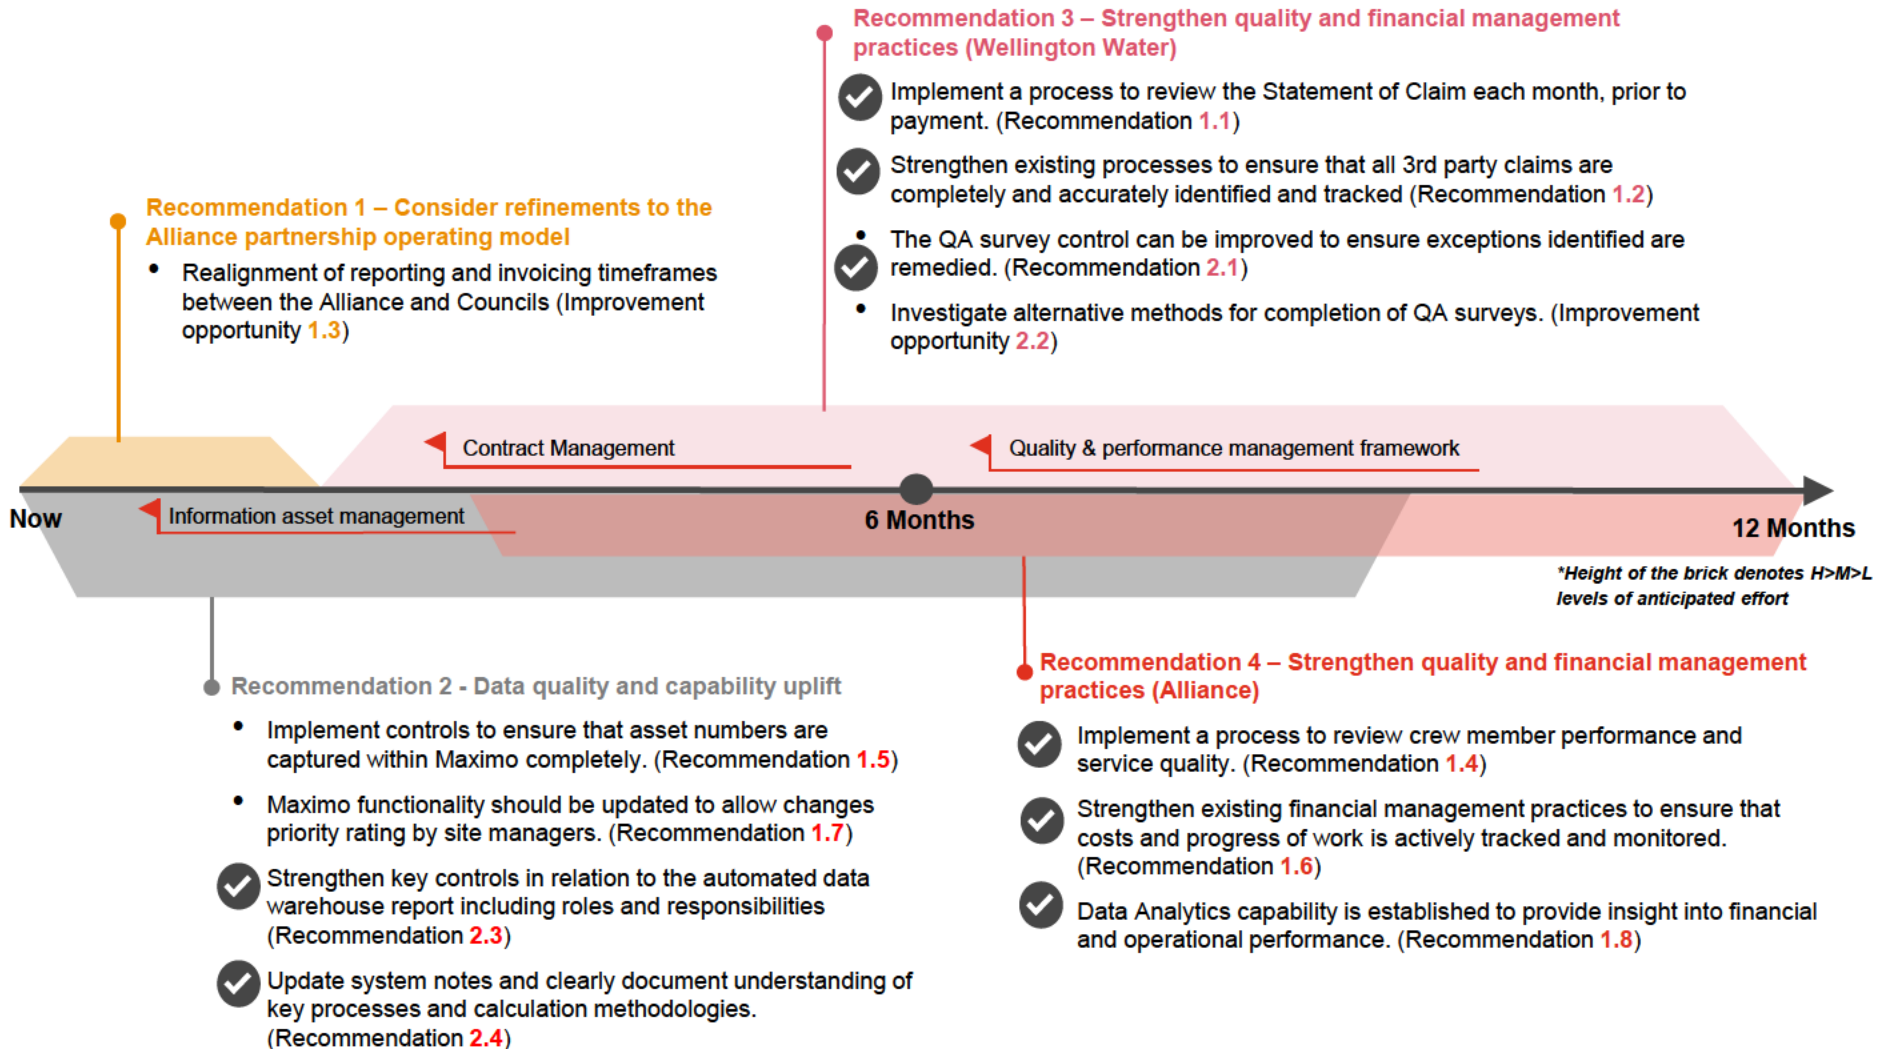 Recommendation 3 – Strengthen quality and financial management
practices (Wellington Water)
Implement a process to review the Statement of Claim each month, prior to
payment. (Recommendation 1.1)
Strengthen existing processes to ensure that all 3rd party claims are
completely and accurately identified and tracked (Recommendation 1.2)
• The QA survey control can be improved to ensure exceptions identified are
remedied. (Recommendation 2.1)
• Investigate alternative methods for completion of QA surveys. (Improvement
opportunity 2.2)
Recommendation 1 – Consider refinements to the
Alliance partnership operating model
• Realignment of reporting and invoicing timeframes
between the Alliance and Councils (Improvement
opportunity 1.3)
Contract Management
Quality & performance management framework
Information asset management
Now
6 Months
12 Months
*Height of the brick denotes H>M>L
levels of anticipated effort
Recommendation 2 - Data quality and capability uplift
• Implement controls to ensure that asset numbers are
captured within Maximo completely. (Recommendation 1.5)
• Maximo functionality should be updated to allow changes
priority rating by site managers. (Recommendation 1.7)
Strengthen key controls in relation to the automated data
warehouse report including roles and responsibilities
(Recommendation 2.3)
Update system notes and clearly document understanding of
key processes and calculation methodologies.
(Recommendation 2.4)
Recommendation 4 – Strengthen quality and financial management
practices (Alliance)
Implement a process to review crew member performance and
service quality. (Recommendation 1.4)
Strengthen existing financial management practices to ensure that
costs and progress of work is actively tracked and monitored.
(Recommendation 1.6)
Data Analytics capability is established to provide insight into financial
and operational performance. (Recommendation 1.8)